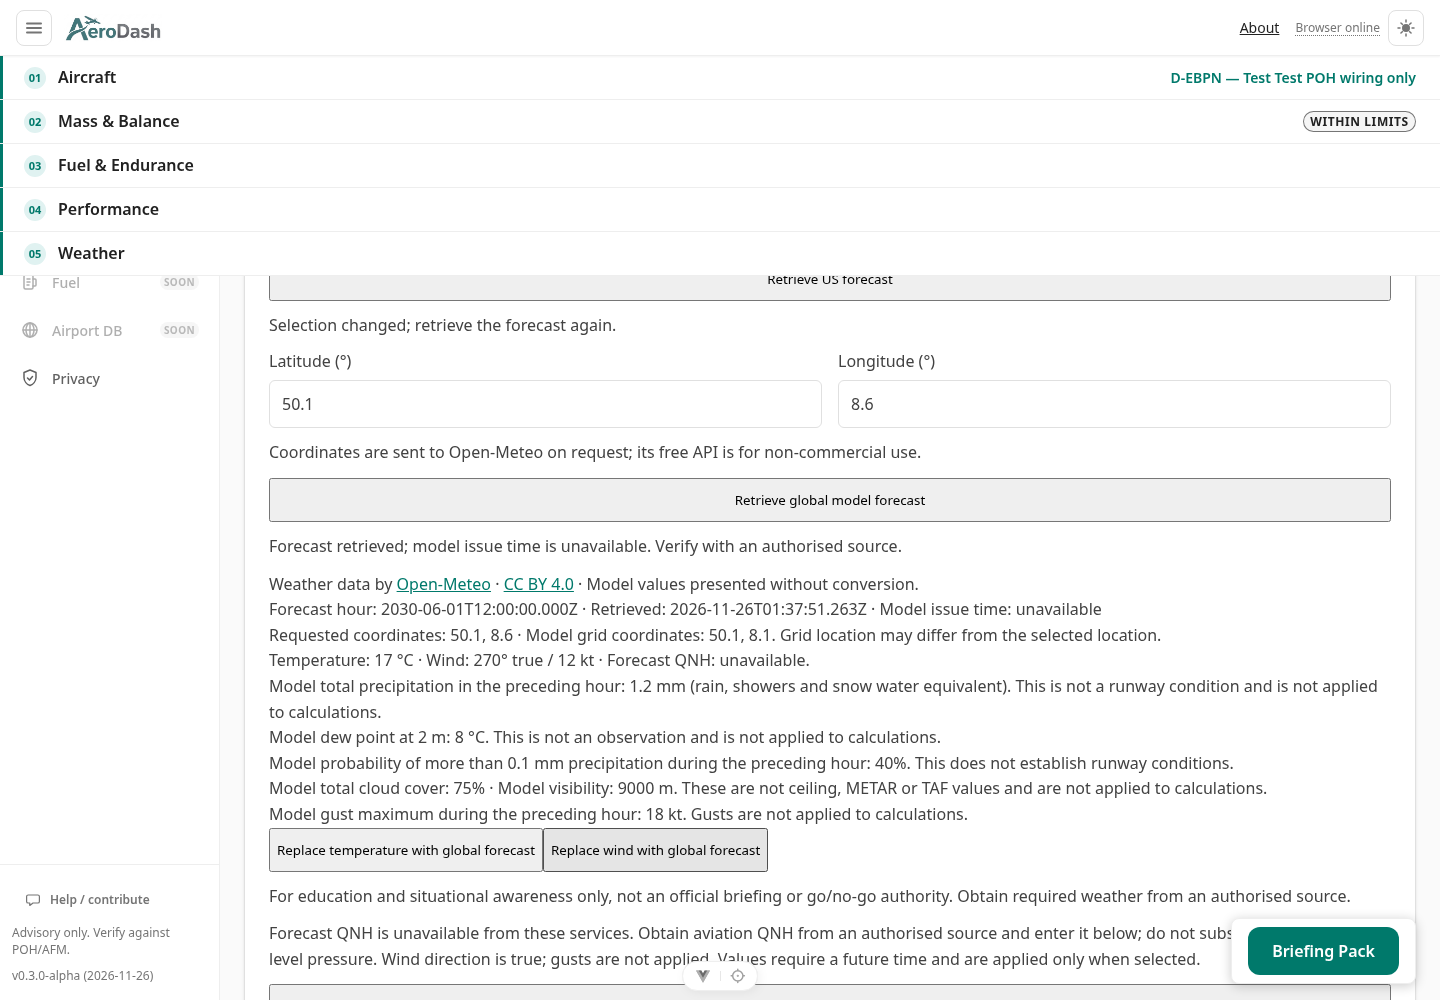 AeroDash
About
Browser online
01 Aircraft
D-EBPN — Test Test POH wiring only
02 Mass & Balance
WITHIN LIMITS
03 Fuel & Endurance
04 Performance
05 Weather
Fuel SOON
Airport DB SOON
Privacy
Retrieve US forecast
Selection changed; retrieve the forecast again.
Latitude (°)
Longitude (°)
50.1
8.6
Coordinates are sent to Open-Meteo on request; its free API is for non-commercial use.
Retrieve global model forecast
Forecast retrieved; model issue time is unavailable. Verify with an authorised source.
Weather data by Open-Meteo · CC BY 4.0 · Model values presented without conversion.
Forecast hour: 2030-06-01T12:00:00.000Z · Retrieved: 2026-11-26T01:37:51.263Z · Model issue time: unavailable
Requested coordinates: 50.1, 8.6 · Model grid coordinates: 50.1, 8.1. Grid location may differ from the selected location.
Temperature: 17 °C · Wind: 270° true / 12 kt · Forecast QNH: unavailable.
Model total precipitation in the preceding hour: 1.2 mm (rain, showers and snow water equivalent). This is not a runway condition and is not applied
to calculations.
Model dew point at 2 m: 8 °C. This is not an observation and is not applied to calculations.
Model probability of more than 0.1 mm precipitation during the preceding hour: 40%. This does not establish runway conditions.
Model total cloud cover: 75% · Model visibility: 9000 m. These are not ceiling, METAR or TAF values and are not applied to calculations.
Model gust maximum during the preceding hour: 18 kt. Gusts are not applied to calculations.
Replace temperature with global forecast
Replace wind with global forecast
For education and situational awareness only, not an official briefing or go/no-go authority. Obtain required weather from an authorised source.
Forecast QNH is unavailable from these services. Obtain aviation QNH from an authorised source and enter it below; do not subs
level pressure. Wind direction is true; gusts are not applied. Values require a future time and are applied only when selected.
Briefing Pack
Help / contribute
Advisory only. Verify against
POH/AFM.
v0.3.0-alpha (2026-11-26)